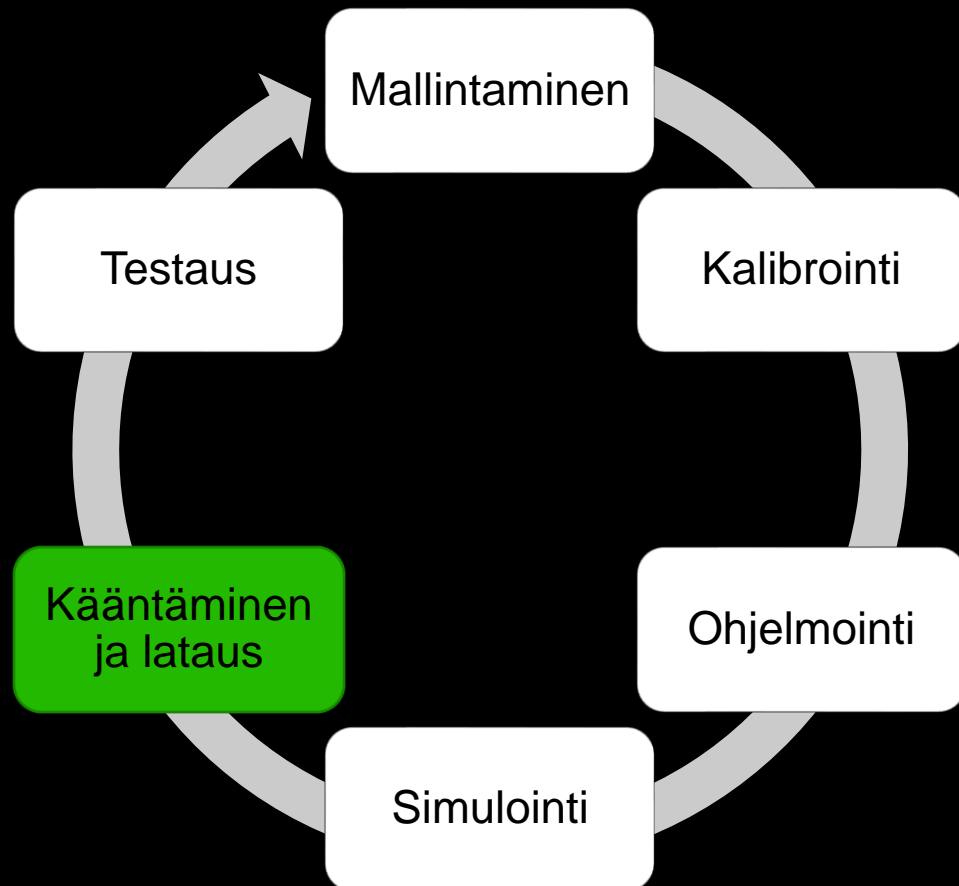 Mallintaminen
Kalibrointi
Ohjelmointi
Simulointi
Kääntäminen
ja lataus
Testaus